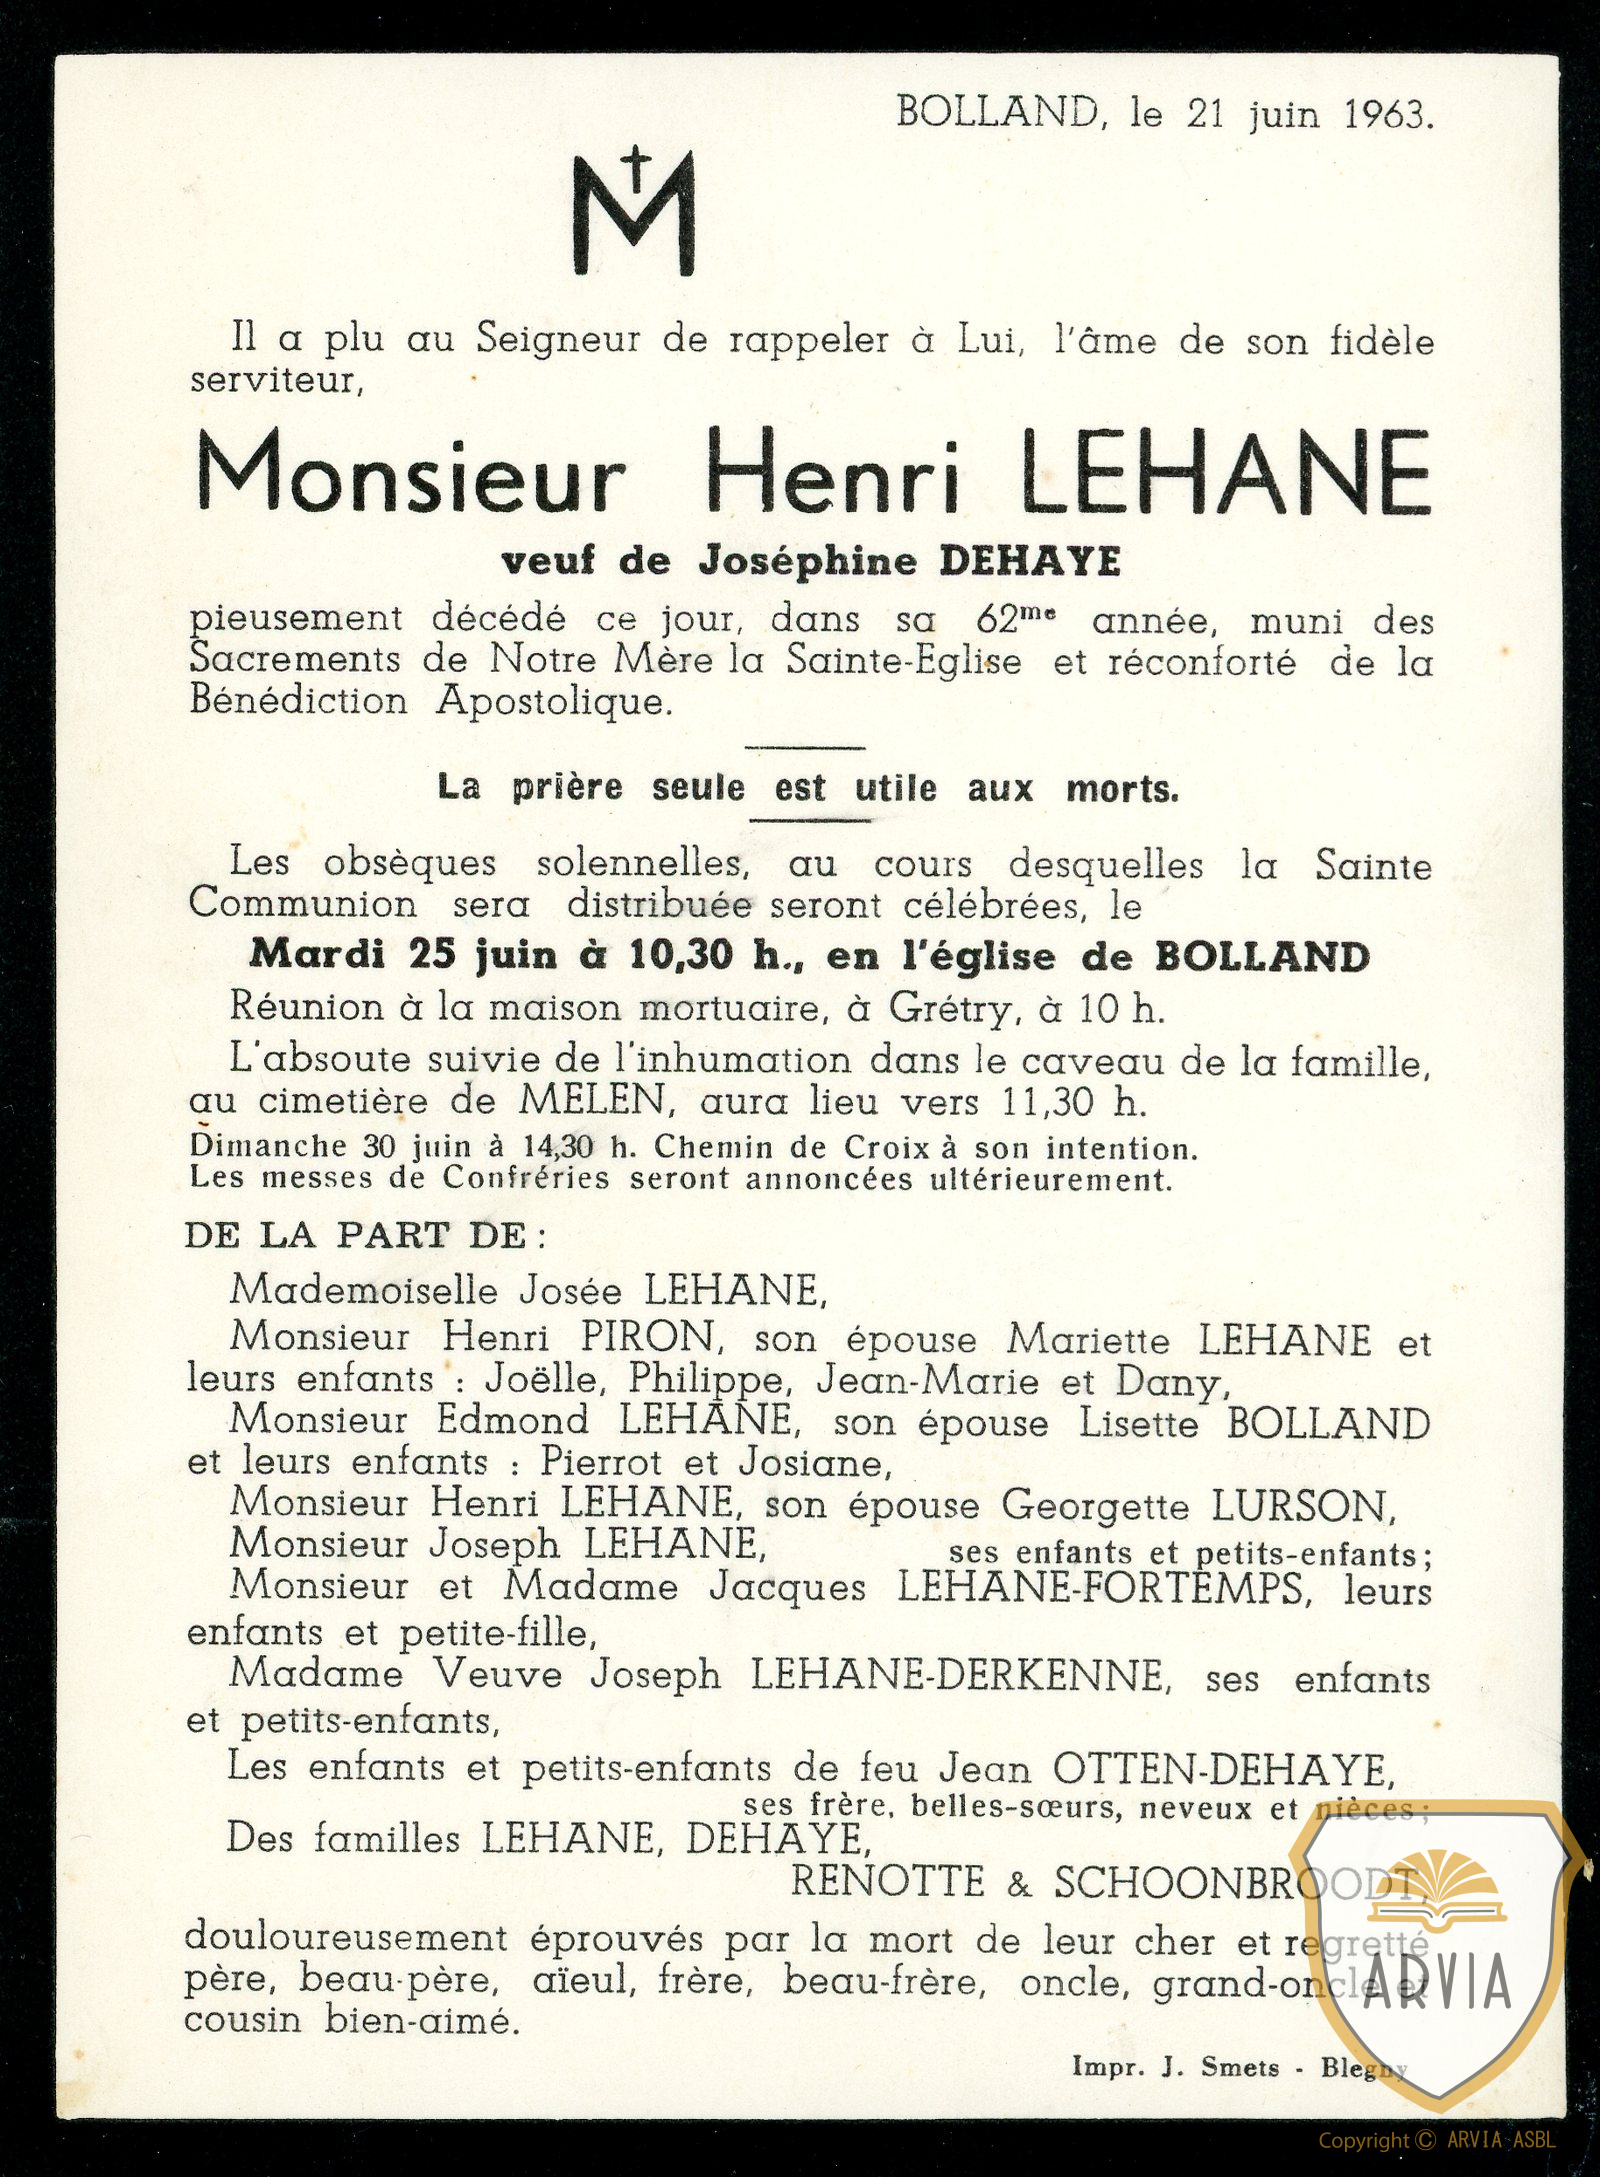 BOLLAND, le 21 juin 1963.
M
Il a plu au Seigneur de rappeler à Lui, l'âme de son fidèle
serviteur,
Monsieur Henri LEHANE
veuf de Joséphine DEHAYE
pieusement décédé ce jour, dans sa 62me année, muni des
Sacrements de Notre Mère la Sainte-Eglise et réconforté de la
Bénédiction Apostolique.
La prière seule est utile aux morts.
Les obsèques solennelles, au cours desquelles la Sainte
Communion sera distribuée seront célébrées, le
Mardi 25 juin à 10,30 h., en l'église de BOLLAND
Réunion à la maison mortuaire, à Grétry, à 10 h.
L'absoute suivie de l'inhumation dans le caveau de la famille,
au cimetière de MELEN, aura lieu vers 11,30 h.
Dimanche 30 juin à 14,30 h. Chemin de Croix à son intention.
Les messes de Confréries seront annoncées ultérieurement.
DE LA PART DE :
Mademoiselle Josée LEHANE,
Monsieur Henri PIRON, son épouse Mariette LEHANE et
leurs enfants : Joëlle, Philippe, Jean-Marie et Dany,
Monsieur Edmond LEHANE, son épouse Lisette BOLLAND
et leurs enfants : Pierrot et Josiane,
Monsieur Henri LEHANE, son épouse Georgette LURSON,
Monsieur Joseph LEHANE,
ses enfants et petits-enfants;
Monsieur et Madame Jacques LEHANE-FORTEMPS, leurs
enfants et petite-fille,
Madame Veuve Joseph LEHANE-DERKENNE, ses enfants
et petits-enfants,
Les enfants et petits-enfants de feu Jean OTTEN-DEHAYE,
ses frère, belles-sœurs, neveux et nièces;
Des familles LEHANE, DEHAYE,
RENOTTE & SCHOONBROODT,
douloureusement éprouvés par la mort de leur cher et regretté
père, beau-père, aïeul, frère, beau-frère, oncle, grand-oncle et
cousin bien-aimé.
Impr. J. Smets - Blegny
ARVIA
Copyright © ARVIA ASBL